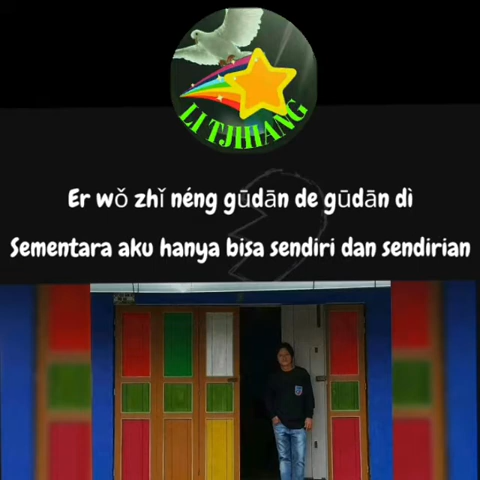 LI TJHIANG
Er wǒ zhǐ néng gūdān de gūdān dì
Sementara aku hanya bisa sendiri dan sendirian